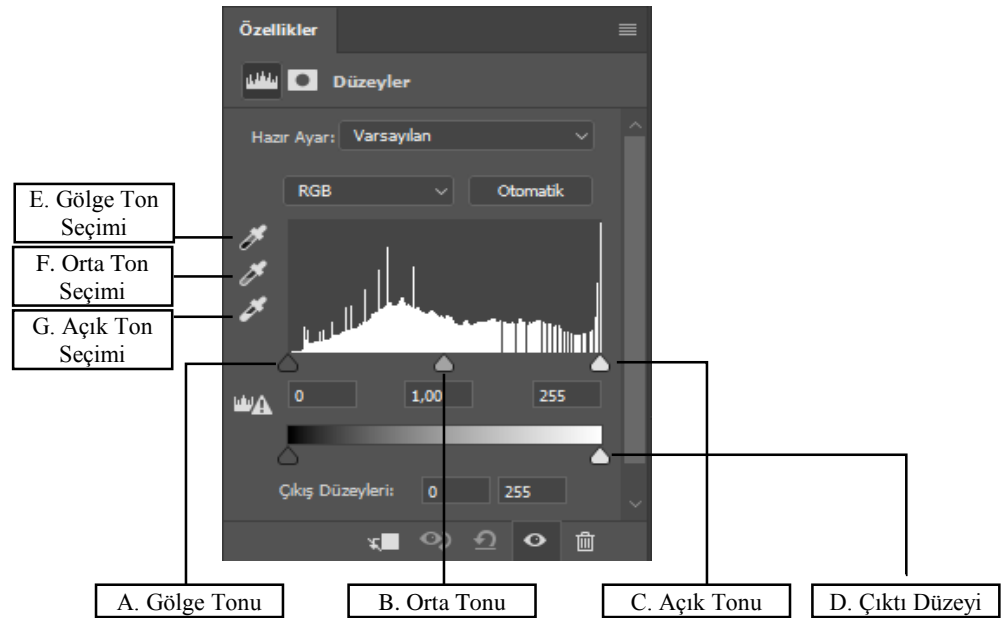 Özellikler
Düzeyler
Hazır Ayar: Varsayılan
RGB Otomatik
E. Gölge Ton
Seçimi
F. Orta Ton
Seçimi
G. Açık Ton
Seçimi
0 1,00 255
Çıkış Düzeyleri: 0 255
A. Gölge Tonu B. Orta Tonu C. Açık Tonu D. Çıktı Düzeyi